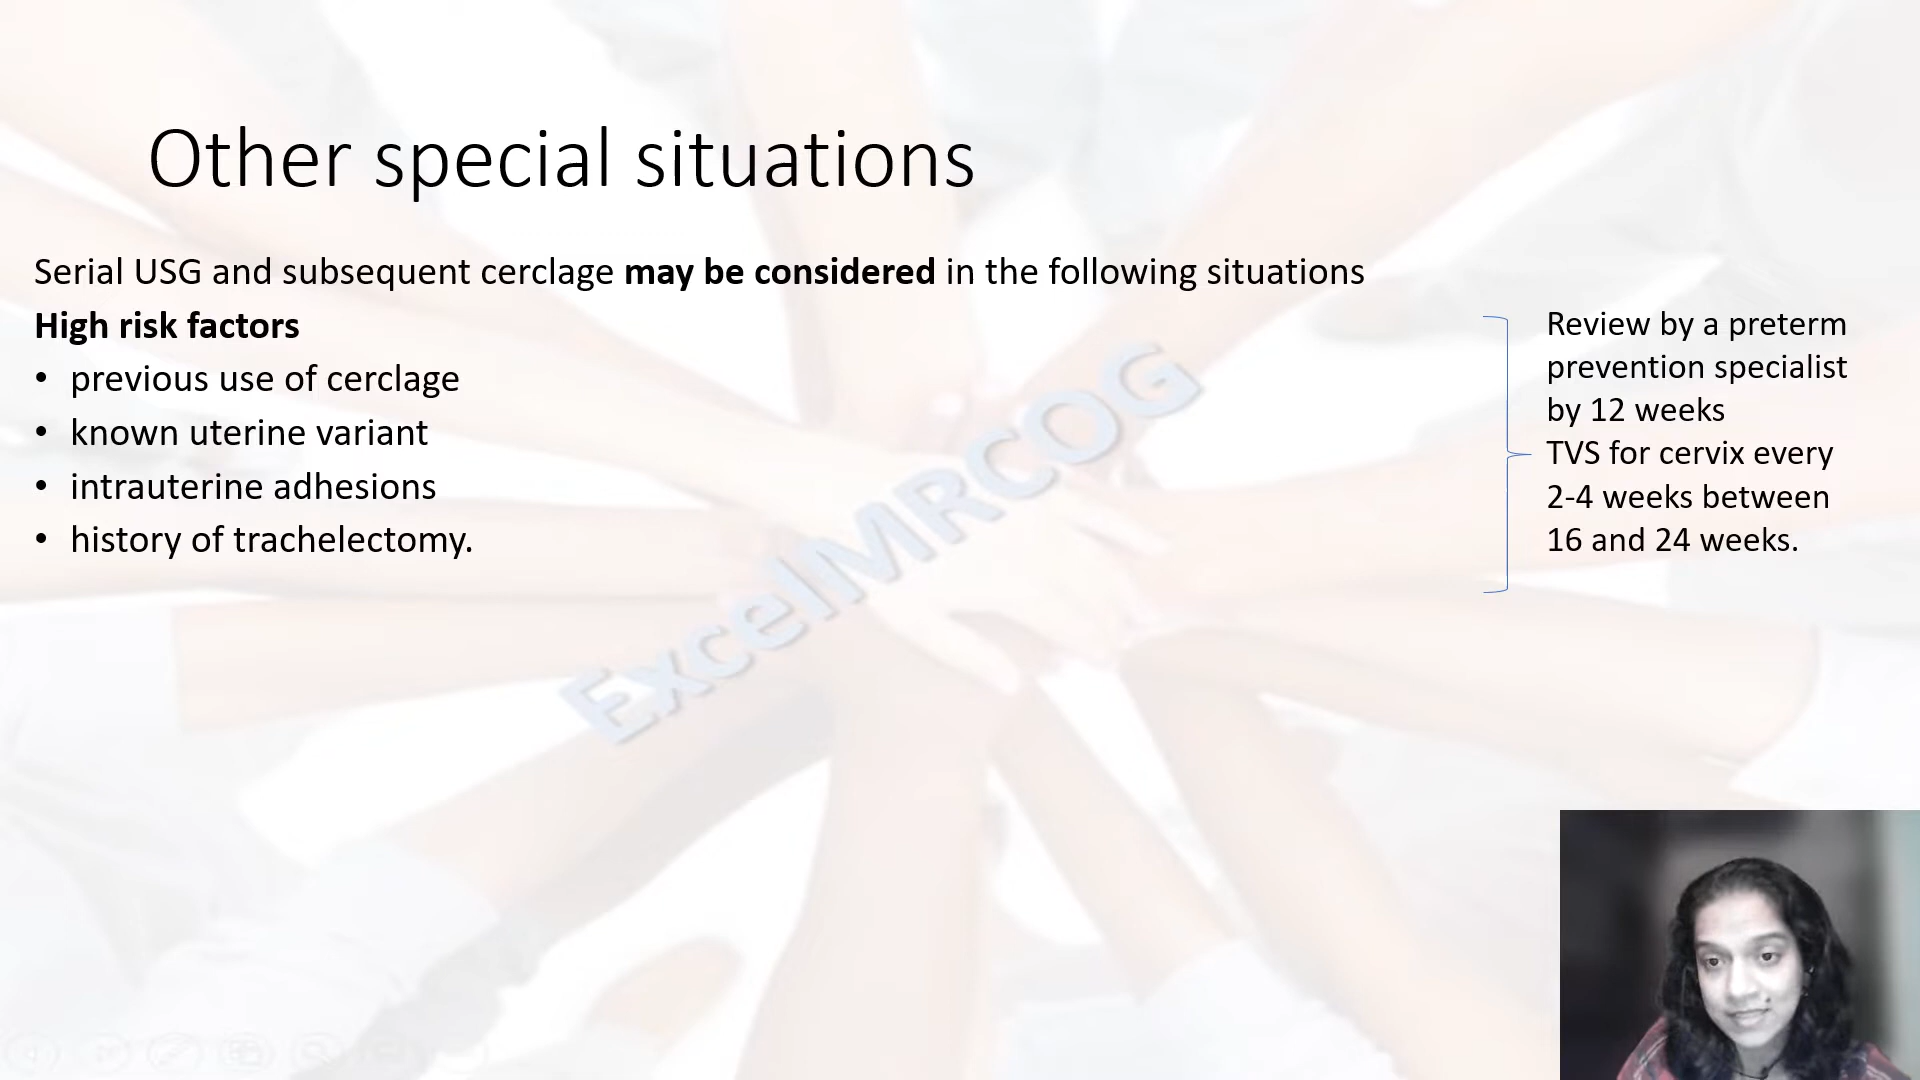 Other special situations
Serial USG and subsequent cerclage may be considered in the following situations
High risk factors
• previous use of cerclage
• known uterine variant
• intrauterine adhesions
• history of trachelectomy.
Review by a preterm
prevention specialist
by 12 weeks
TVS for cervix every
2-4 weeks between
16 and 24 weeks.
ExcelMRCOG